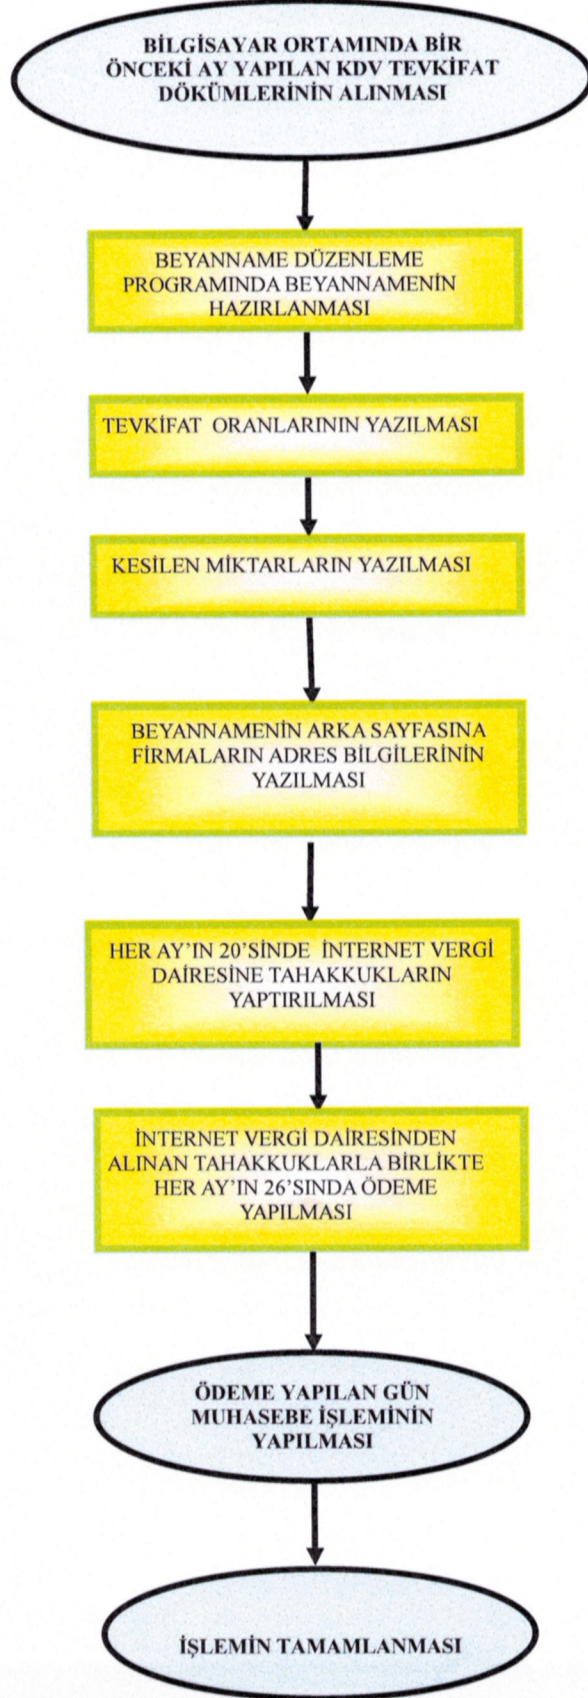 BİLGİSAYAR ORTAMINDA BİR
ÖNCEKİ AY YAPILAN KDV TEVKİFAT
DÖKÜMLERİNİN ALINMASI
BEYANNAME DÜZENLEME
PROGRAMINDA BEYANNAMENİN
HAZIRLANMASI
TEVKİFAT ORANLARININ YAZILMASI
KESİLEN MİKTARLARIN YAZILMASI
BEYANNAMENİN ARKA SAYFASINA
FİRMALARIN ADRES BİLGİLERİNİN
YAZILMASI
HER AY'IN 20'SİNDE İNTERNET VERGİ
DAİRESİNE TAHAKKUKLARIN
YAPTIRILMASI
İNTERNET VERGİ DAİRESİNDEN
ALINAN TAHAKKUKLARLA BİRLİKTE
HER AY'IN 26'SINDA ÖDEME
YAPILMASI
ÖDEME YAPILAN GÜN
MUHASEBE İŞLEMİNİN
YAPILMASI
İŞLEMİN TAMAMLANMASI